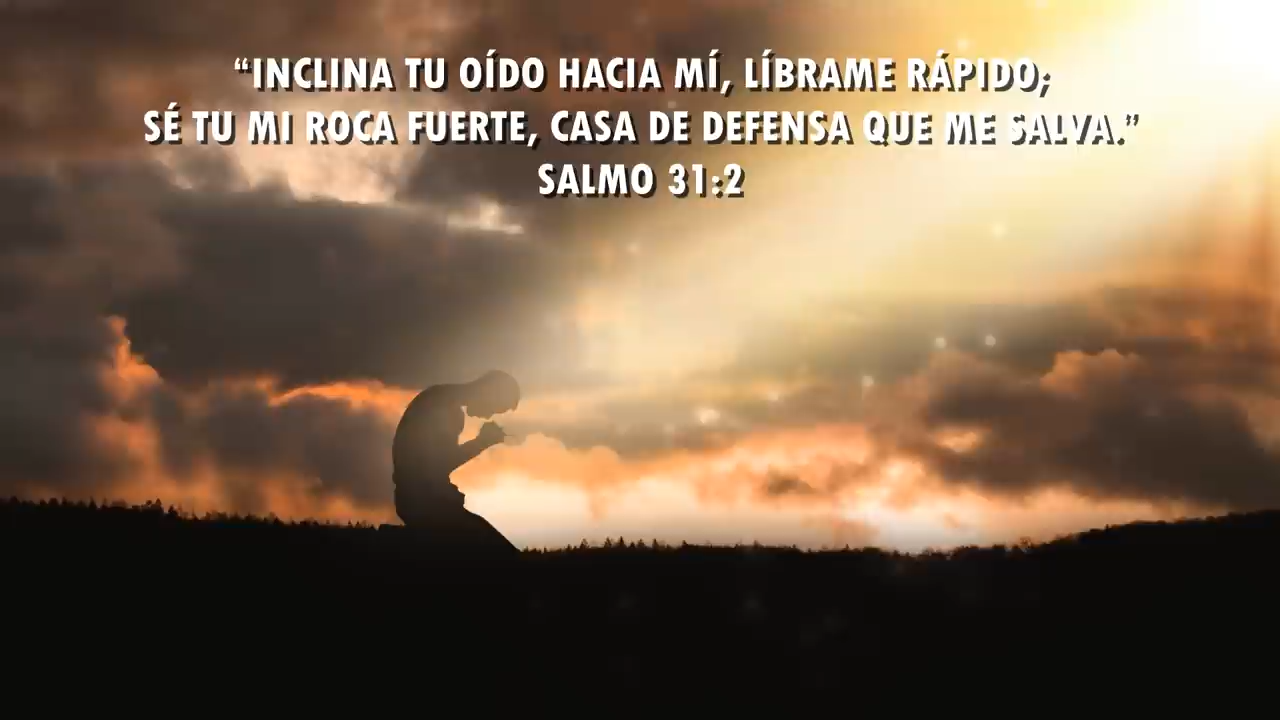 “INCLINA TU OÍDO HACIA MÍ, LÍBRAME RÁPIDO;
SÉ TU MI ROCA FUERTE, CASA DE DEFENSA QUE ME SALVA.”
SALMO 31:2